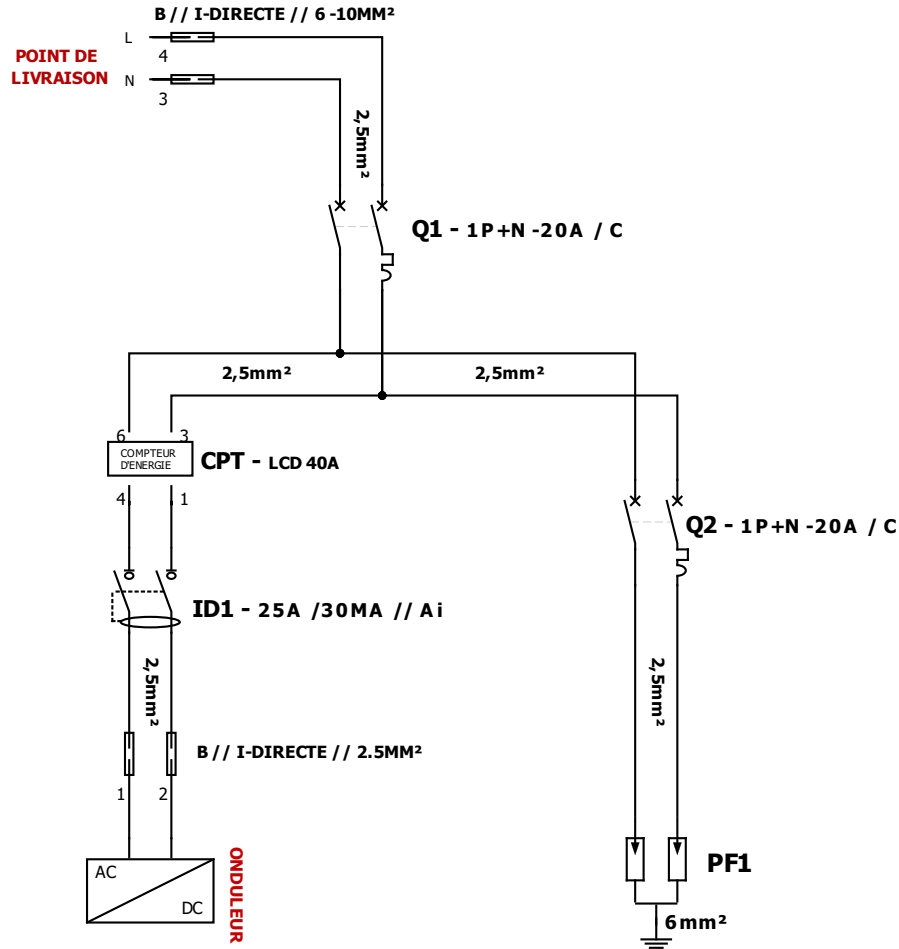 B // I-DIRECTE // 6 -10MM²
L
4
POINT DE
LIVRAISON
N
3
2,5mm²
Q1 - 1P+N -20A / C
2,5mm²
2,5mm²
6
3
COMPTEUR
D'ENERGIE
CPT - LCD 40A
4
1
Q2 - 1P+N -20A / C
ID1 - 25A /30MA // Ai
2,5mm²
2,5mm²
B // I-DIRECTE // 2.5MM²
1
2
AC
DC
ONDULEUR
PF1
6mm²